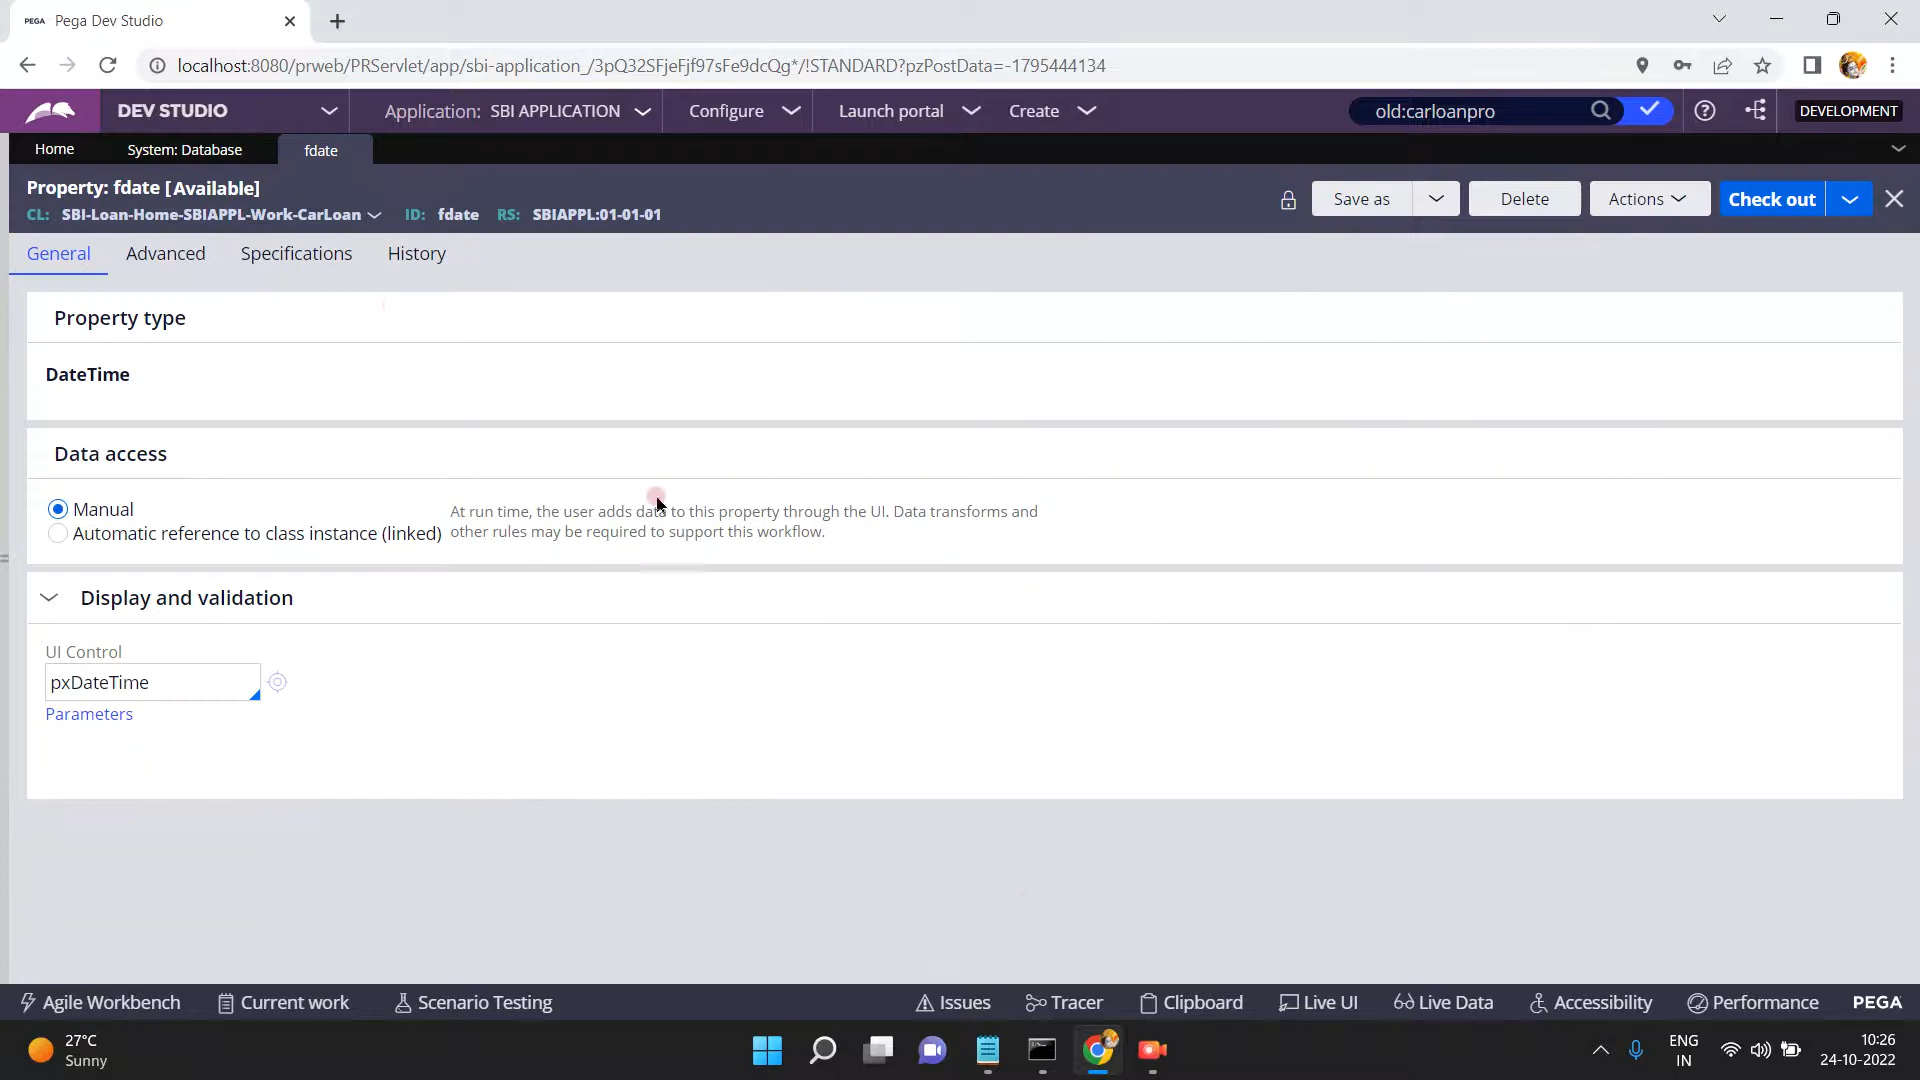 PEGA Pega Dev Studio
localhost:8080/prweb/PRServlet/app/sbi-application_/3pQ32SFjeFjf97sFe9dcQg*/!STANDARD?pzPostData=-1795444134
DEV STUDIO Application: SBI APPLICATION Configure Launch portal Create old:carloanpro DEVELOPMENT
Home System: Database fdate
Property: fdate [Available]
CL: SBI-Loan-Home-SBIAPPL-Work-CarLoan ID: fdate RS: SBIAPPL:01-01-01
Save as Delete Actions Check out
General Advanced Specifications History
Property type
DateTime
Data access
Manual
Automatic reference to class instance (linked)
At run time, the user adds data to this property through the UI. Data transforms and
other rules may be required to support this workflow.
Display and validation
UI Control
pxDateTime
Parameters
Agile Workbench Current work Scenario Testing Issues Tracer Clipboard Live UI Live Data Accessibility Performance PEGA
27°C
Sunny
ENG
IN
10:26
24-10-2022